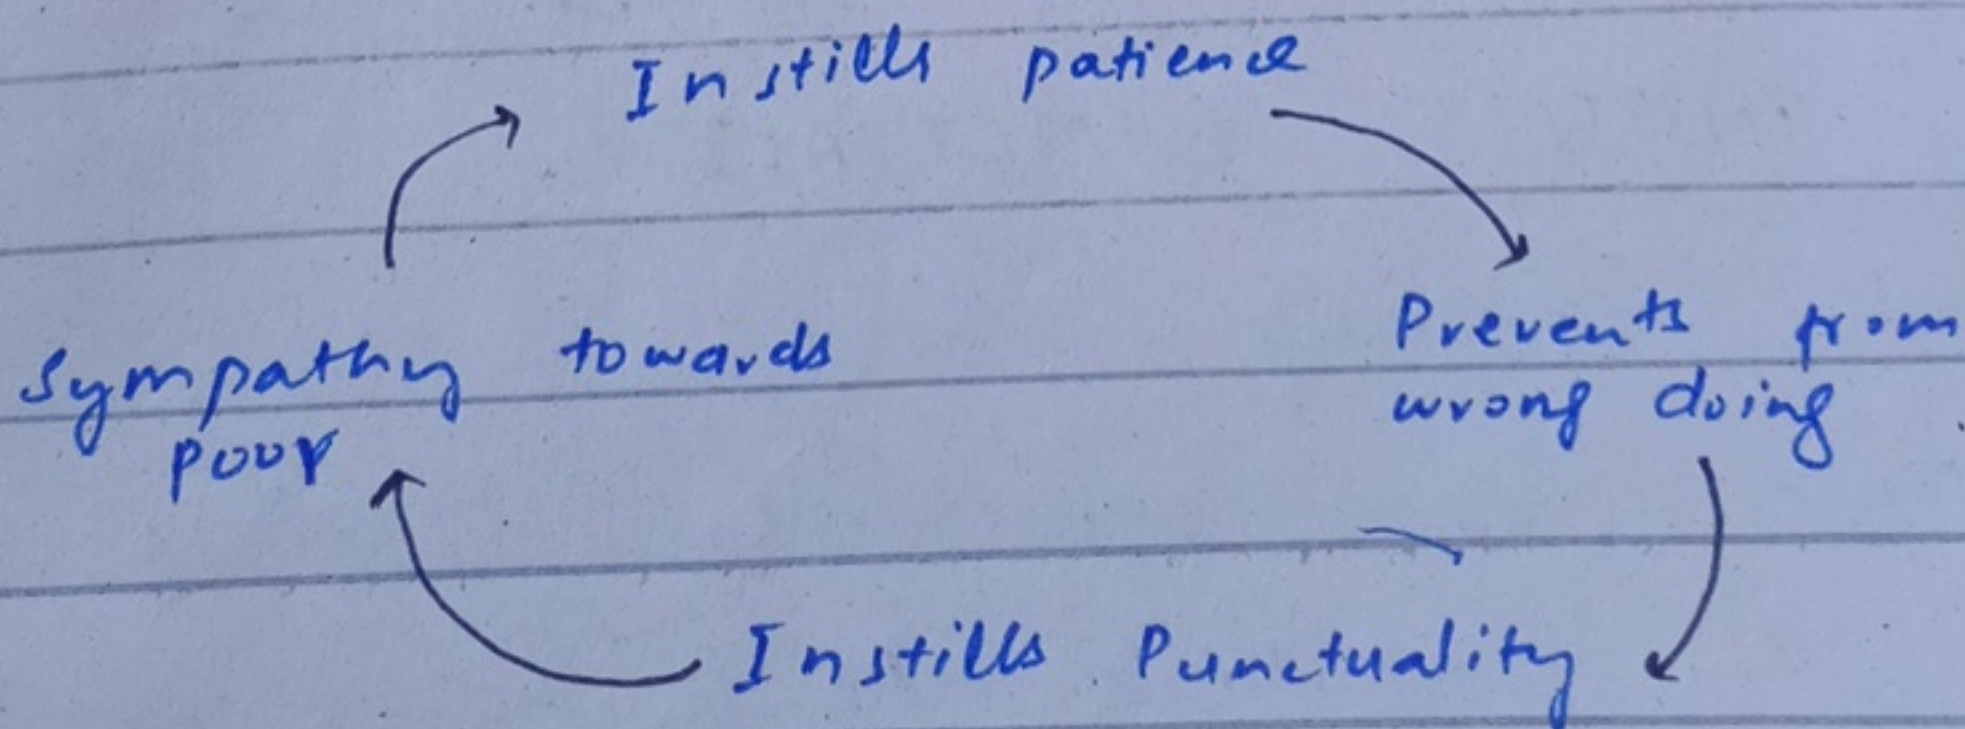 Instills patience
Sympathy towards
poor
Prevents from
wrong doing
Instills Punctuality